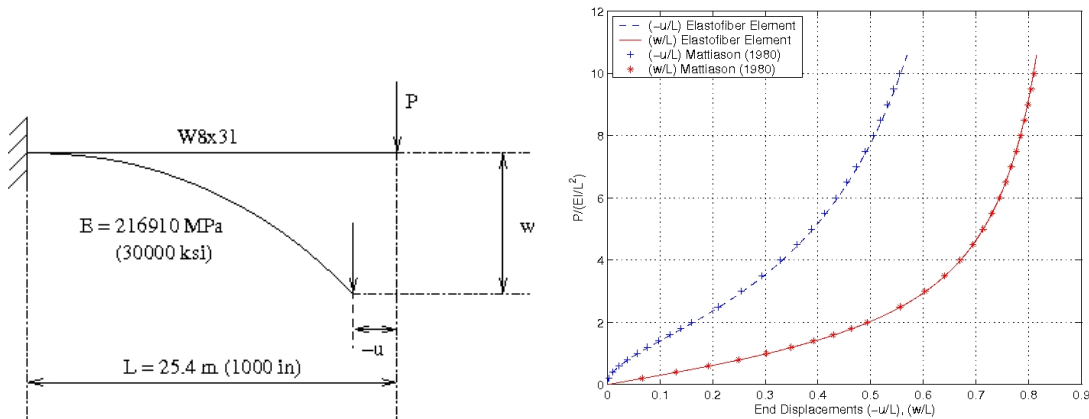 P
W8x31
E = 216910 MPa
(30000 ksi)
w
−u
L = 25.4 m (1000 in)
(−u/L) Elastofiber Element
(w/L) Elastofiber Element
(−u/L) Mattiason (1980)
(w/L) Mattiason (1980)
12
10
8
6
4
2
0
P/(EI/L²)
0 0.1 0.2 0.3 0.4 0.5 0.6 0.7 0.8 0.9
End Displacements (−u/L), (w/L)